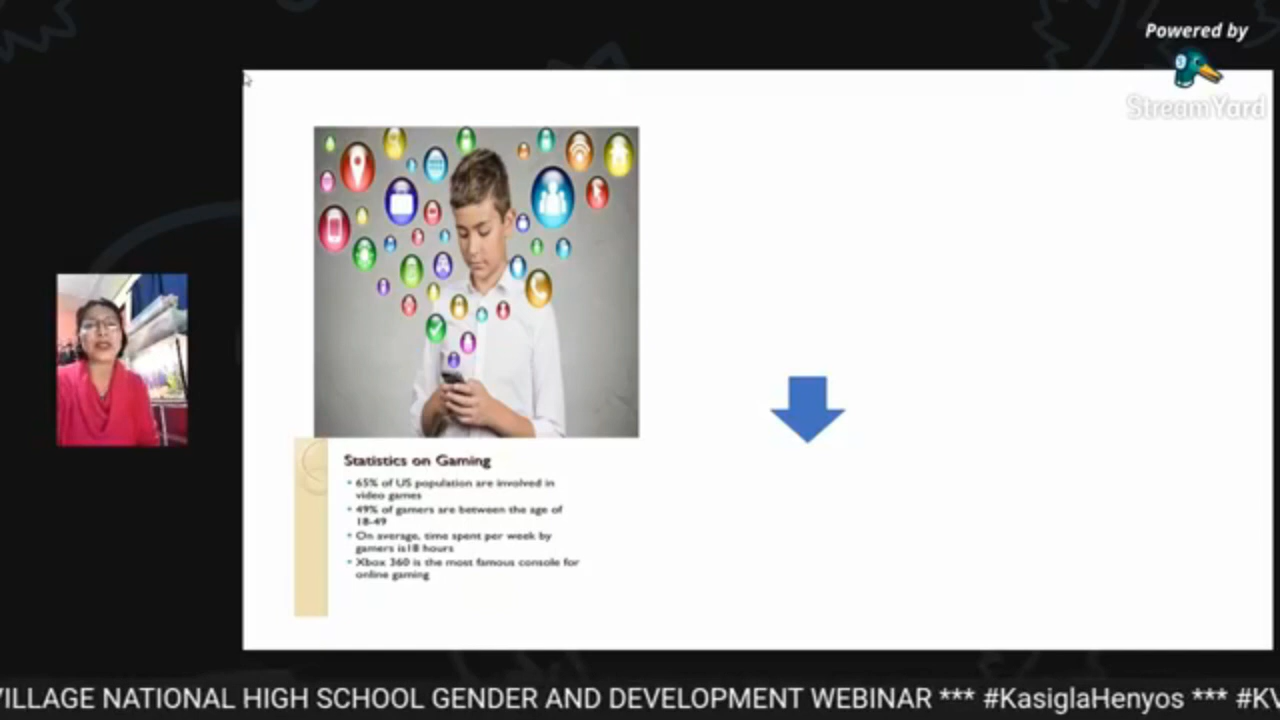 Powered by
StreamYard
Statistics on Gaming
• 65% of US population are involved in
video games
• 49% of gamers are between the age of
18-49
• On average, time spent per week by
gamers is18 hours
• Xbox 360 is the most famous console for
online gaming
VILLAGE NATIONAL HIGH SCHOOL GENDER AND DEVELOPMENT WEBINAR *** #KasiglaHenyos *** #KV